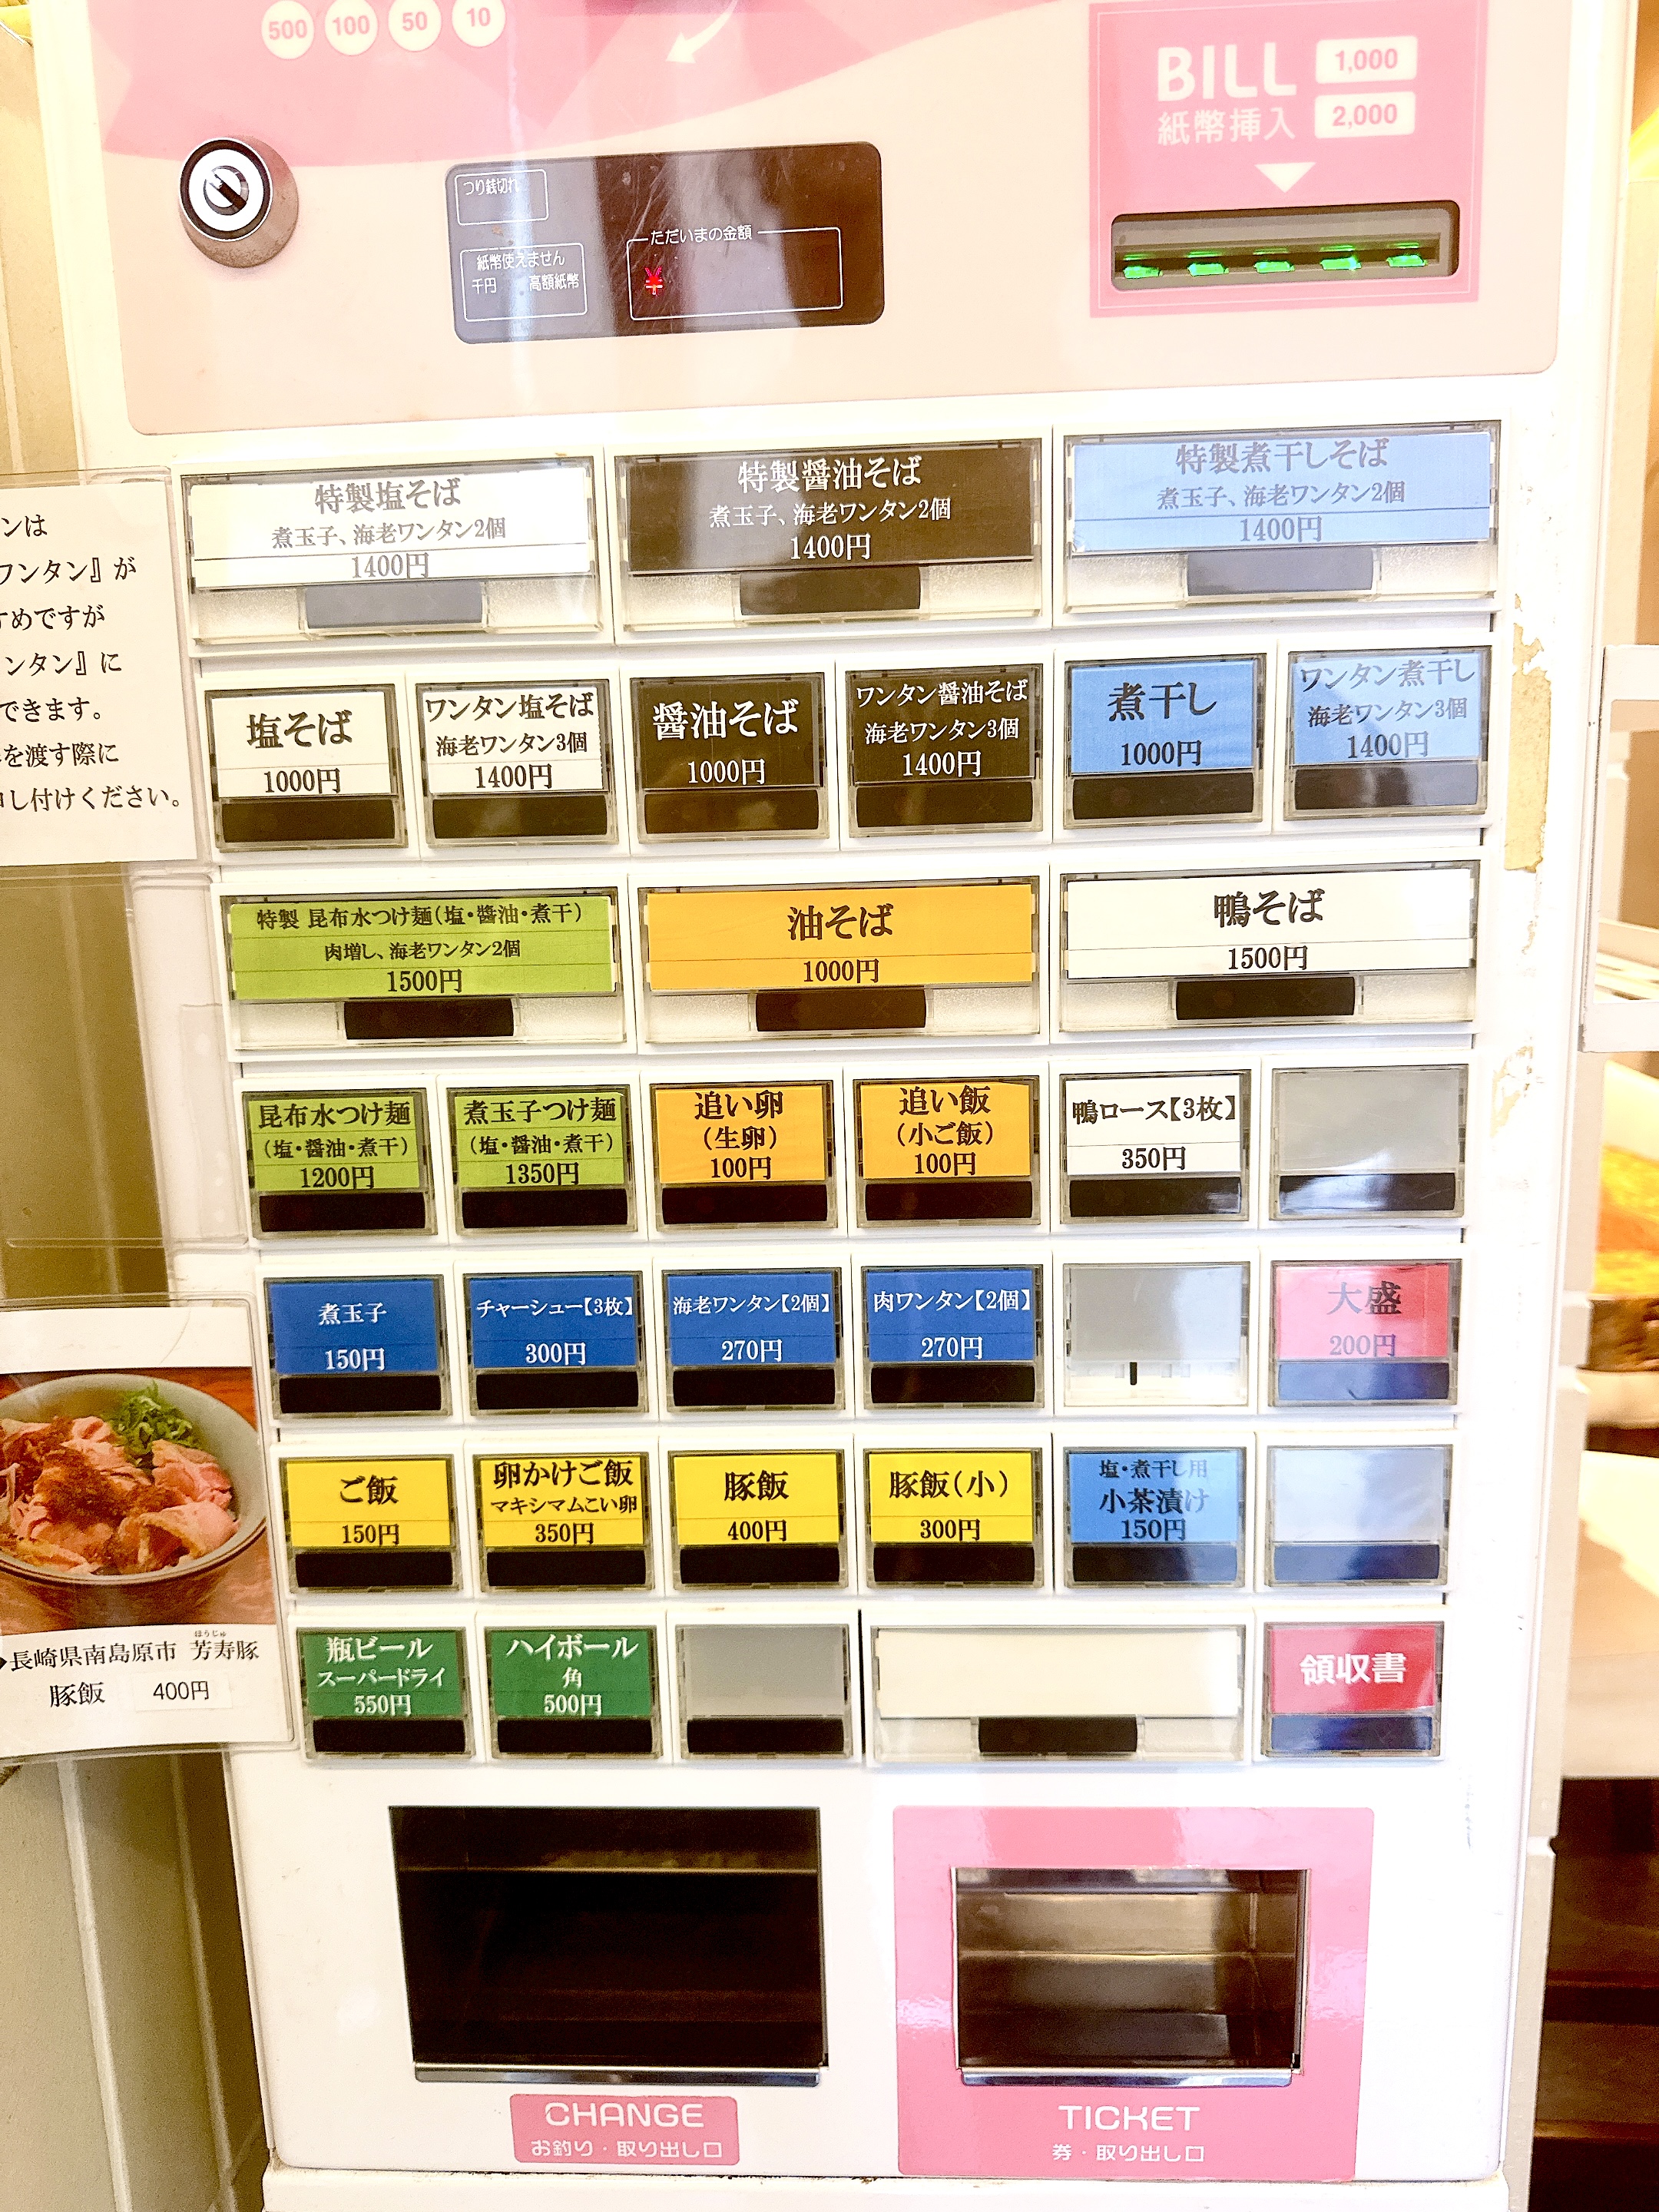 500 100 50 10
BILL
紙幣挿入
1,000
2,000
つり銭切れ
紙幣使えません
千円 高額紙幣
ただいまの金額
¥
特製塩そば
煮玉子、海老ワンタン2個
1400円
特製醤油そば
煮玉子、海老ワンタン2個
1400円
特製煮干しそば
煮玉子、海老ワンタン2個
1400円
塩そば
1000円
ワンタン塩そば
海老ワンタン3個
1400円
醤油そば
1000円
ワンタン醤油そば
海老ワンタン3個
1400円
煮干し
1000円
ワンタン煮干し
海老ワンタン3個
1400円
特製 昆布水つけ麺(塩・醤油・煮干)
肉増し、海老ワンタン2個
1500円
油そば
1000円
鴨そば
1500円
昆布水つけ麺
(塩・醤油・煮干)
1200円
煮玉子つけ麺
(塩・醤油・煮干)
1350円
追い卵
(生卵)
100円
追い飯
(小ご飯)
100円
鴨ロース【3枚】
350円
煮玉子
150円
チャーシュー【3枚】
300円
海老ワンタン【2個】
270円
肉ワンタン【2個】
270円
大盛
200円
ご飯
150円
卵かけご飯
マキシマムこい卵
350円
豚飯
400円
豚飯(小)
300円
塩・煮干し用
小茶漬け
150円
瓶ビール
スーパードライ
550円
ハイボール
角
500円
領収書
CHANGE
お釣り・取り出し口
TICKET
券・取り出し口
ンは
ワンタン』が
すめですが
ンタン』に
できます。
を渡す際に
し付けください。
長崎県南島原市 芳寿豚
ほうじゅ
豚飯 400円